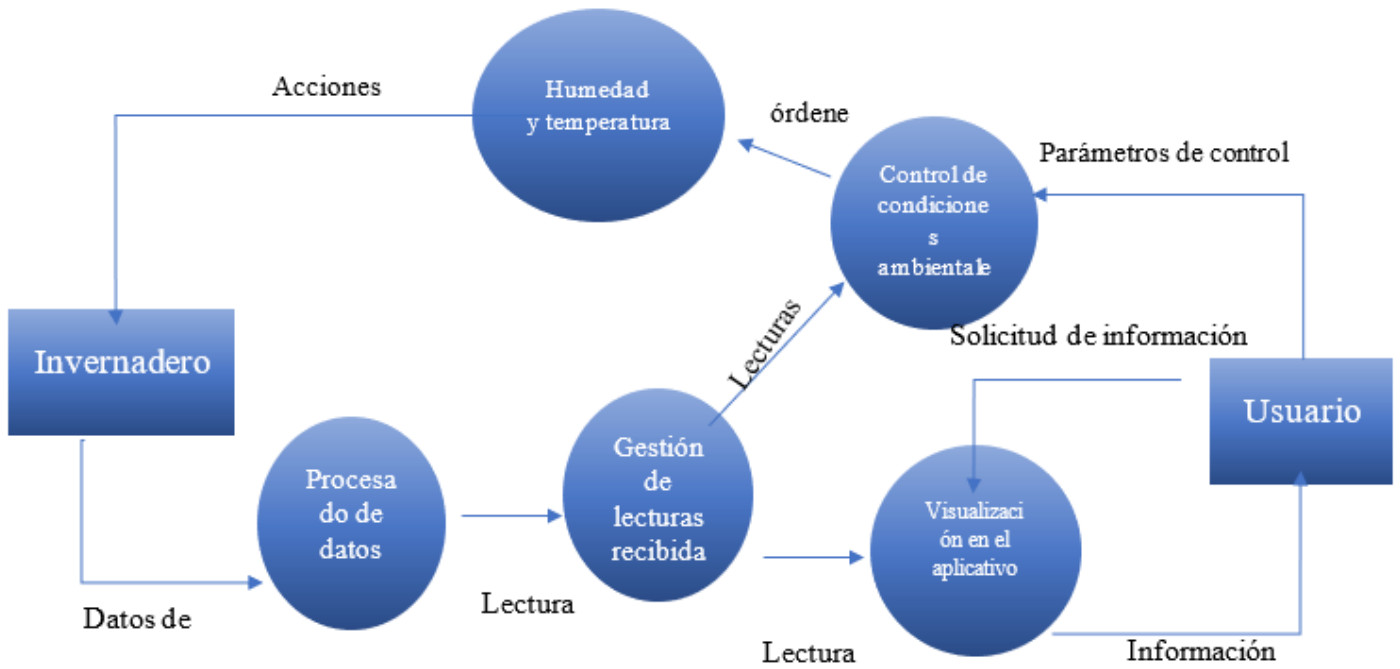 Acciones
Humedad
y temperatura
órdene
Control de
condicione
s
ambientale
Parámetros de control
Invernadero
Lecturas
Solicitud de información
Usuario
Procesa
do de
datos
Gestión
de
lecturas
recibida
Visualizaci
ón en el
aplicativo
Datos de
Lectura
Lectura
Información